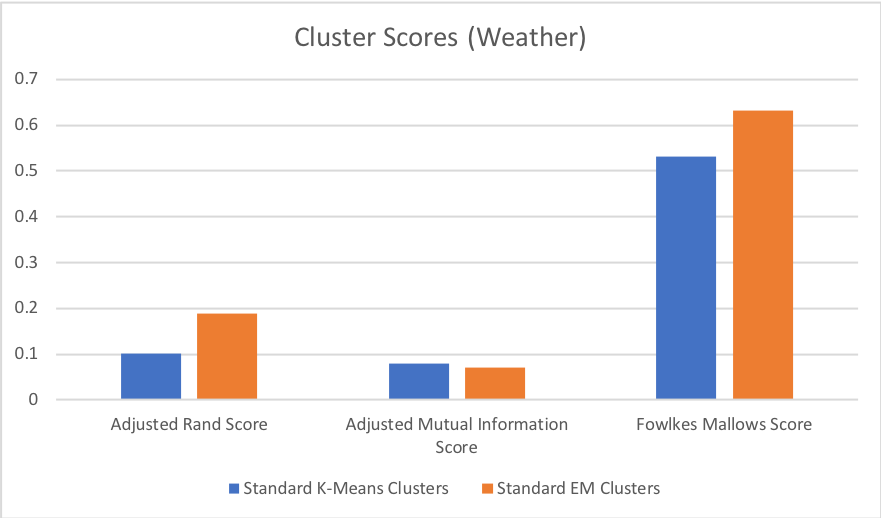 Cluster Scores (Weather)
0.7
0.6
0.5
0.4
0.3
0.2
0.1
0
Adjusted Rand Score
Adjusted Mutual Information
Score
Fowlkes Mallows Score
Standard K-Means Clusters
Standard EM Clusters